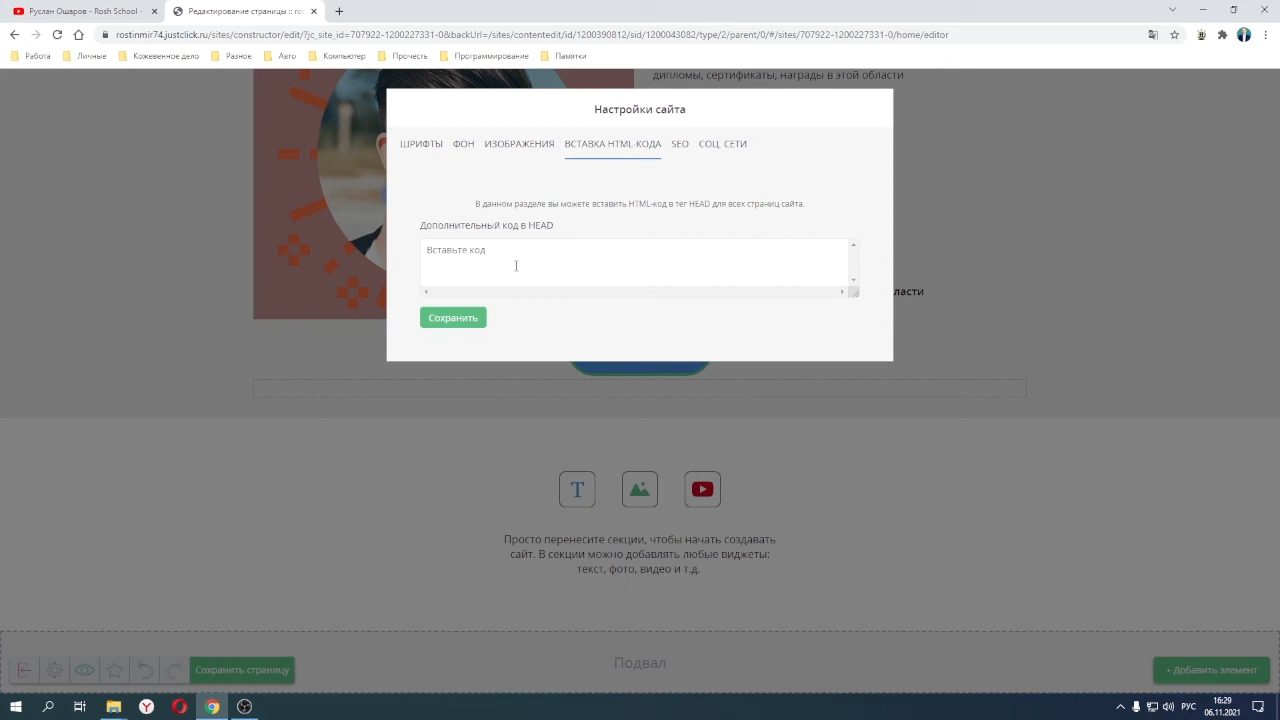 Руслан Ошаров - Rosh School -
Редактирование страницы :: ro
rostinmir74.justclick.ru/sites/constructor/edit/?jc_site_id=707922-1200227331-0&backUrl=/sites/contentedit/id/1200390812/sid/1200043082/type/2/parent/0/#/sites/707922-1200227331-0/home/editor
Работа
Личные
Кожевенное дело
Разное
Авто
Компьютер
Прочесть
Программирование
Памятки
дипломы, сертификаты, награды в этой области
Настройки сайта
ШРИФТЫ ФОН ИЗОБРАЖЕНИЯ ВСТАВКА HTML-КОДА SEO СОЦ. СЕТИ
В данном разделе вы можете вставить HTML-код в тег HEAD для всех страниц сайта.
Дополнительный код в HEAD
Вставьте код
ласти
Сохранить
T
Просто перенесите секции, чтобы начать создавать
сайт. В секции можно добавлять любые виджеты:
текст, фото, видео и т.д.
Подвал
Сохранить страницу
+ Добавить элемент
РУС
16:29
06.11.2021